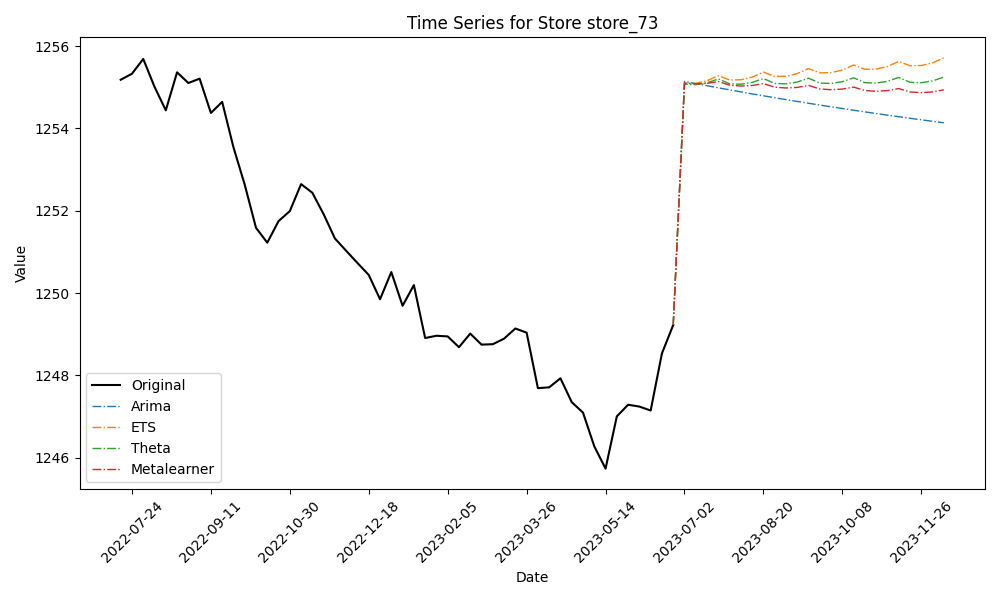 Time Series for Store store_73
1256
1254
1252
1250
1248
1246
Value
Original
Arima
ETS
Theta
Metalearner
2022-07-24
2022-09-11
2022-10-30
2022-12-18
2023-02-05
2023-03-26
2023-05-14
2023-07-02
2023-08-20
2023-10-08
2023-11-26
Date